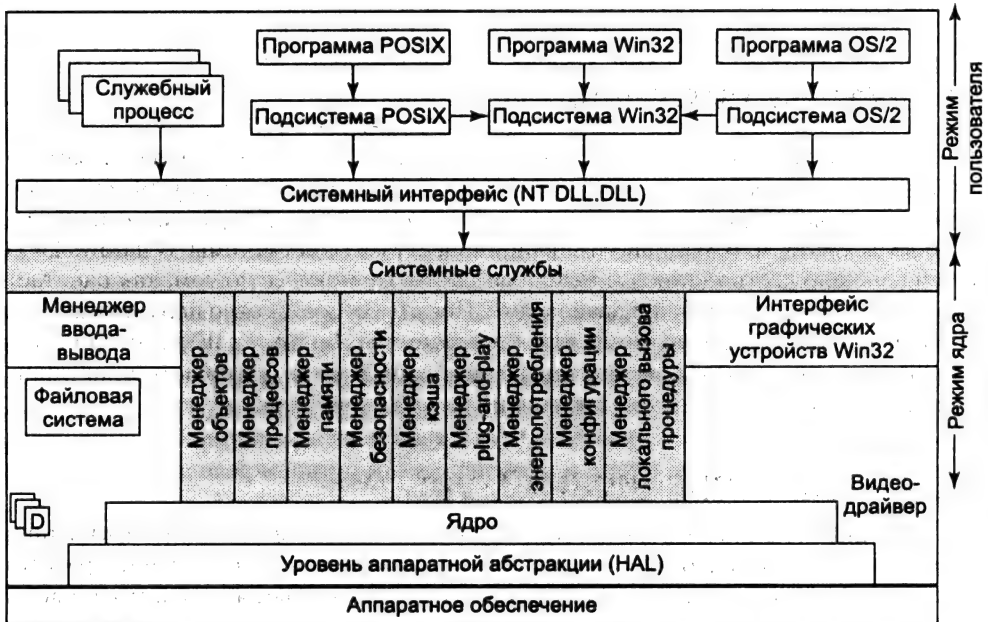 Программа POSIX
Программа Win32
Программа OS/2
Служебный
процесс
Подсистема POSIX
Подсистема Win32
Подсистема OS/2
Режим
пользователя
Системный интерфейс (NT DLL.DLL)
Системные службы
Менеджер
ввода-
вывода
Менеджер
объектов
Менеджер
процессов
Менеджер
памяти
Менеджер
безопасности
Менеджер
кэша
Менеджер
plug-and-play
Менеджер
энергопотребления
Менеджер
конфигурации
Менеджер
локального вызова
процедуры
Интерфейс
графических
устройств Win32
Режим ядра
Файловая
система
D
Видео-
драйвер
Ядро
Уровень аппаратной абстракции (HAL)
Аппаратное обеспечение